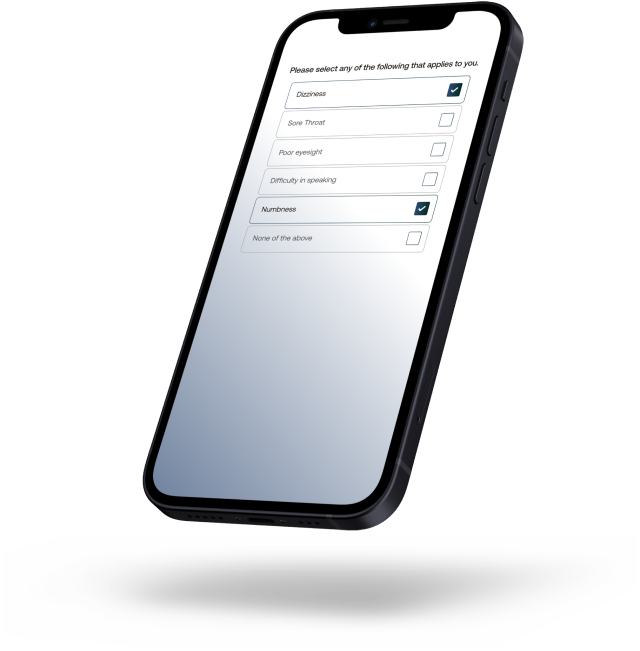 Please select any of the following that applies to you.
Dizziness
Sore Throat
Poor eyesight
Difficulty in speaking
Numbness
None of the above